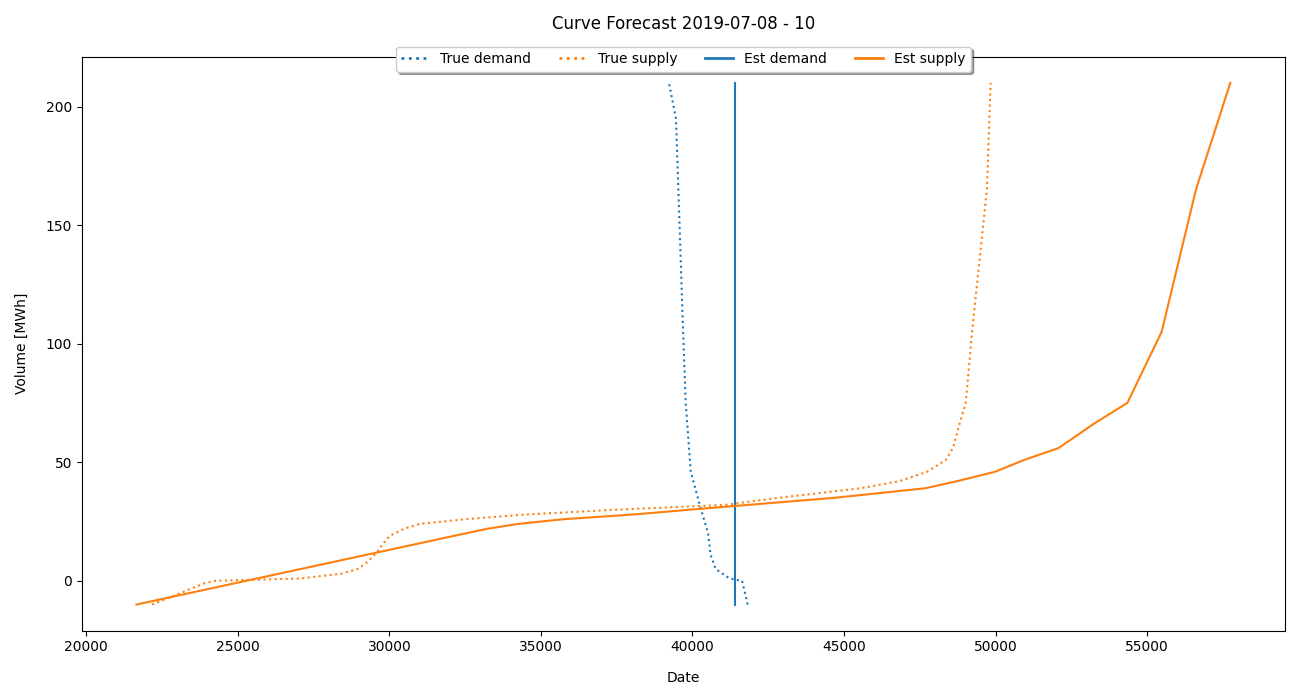 Curve Forecast 2019-07-08 - 10
True demand True supply Est demand Est supply
200
150
100
50
0
Volume [MWh]
20000 25000 30000 35000 40000 45000 50000 55000
Date